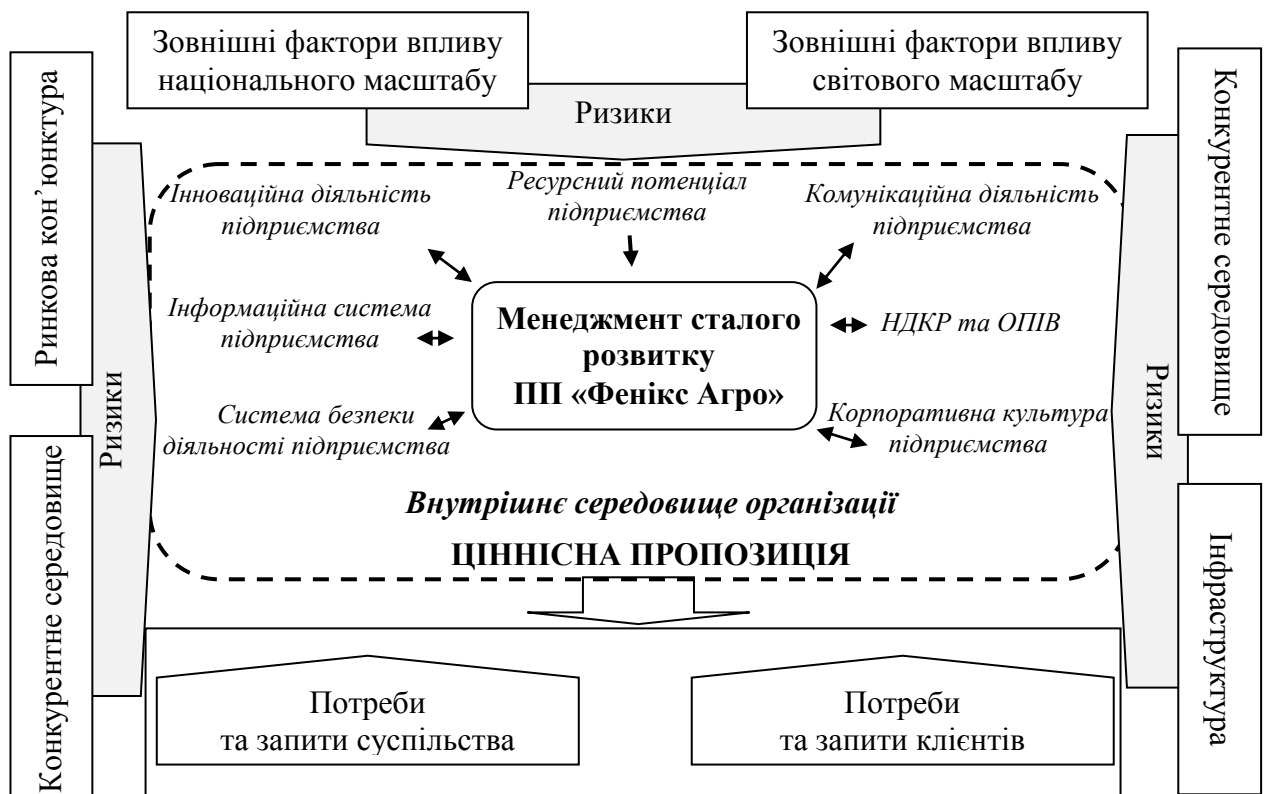 Зовнішні фактори впливу
національного масштабу
Зовнішні фактори впливу
світового масштабу
Ризики
Ринкова кон’юнктура
Конкурентне середовище
Ризики
Інноваційна діяльність
підприємства
Ресурсний потенціал
підприємства
Комунікаційна діяльність
підприємства
Інформаційна система
підприємства
Менеджмент сталого
розвитку
ПП «Фенікс Агро»
НДКР та ОПІВ
Система безпеки
діяльності підприємства
Корпоративна культура
підприємства
Внутрішнє середовище організації
ЦІННІСНА ПРОПОЗИЦІЯ
Ризики
Конкурентне середовище
Інфраструктура
Потреби
та запити суспільства
Потреби
та запити клієнтів